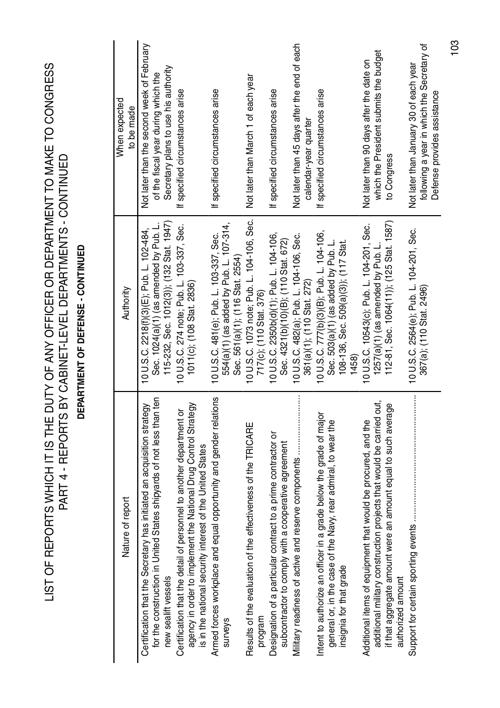 LIST OF REPORTS WHICH IT IS THE DUTY OF ANY OFFICER OR DEPARTMENT TO MAKE TO CONGRESS
PART 4 - REPORTS BY CABINET-LEVEL DEPARTMENTS - CONTINUED
DEPARTMENT OF DEFENSE - CONTINUED
Nature of report
Authority
When expected
to be made
Certification that the Secretary has initiated an acquisition strategy
for the construction in United States shipyards of not less than ten
new sealift vessels
10 U.S.C. 2218(f)(3)(E); Pub. L. 102-484,
Sec. 1024(a)(1) (as amended by Pub. L.
115-232, Sec. 1012(3)); (132 Stat. 1947)
Not later than the second week of February
of the fiscal year during which the
Secretary plans to use his authority
Certification that the detail of personnel to another department or
agency in order to implement the National Drug Control Strategy
is in the national security interest of the United States
10 U.S.C. 274 note; Pub. L. 103-337, Sec.
1011(c); (108 Stat. 2836)
If specified circumstances arise
Armed forces workplace and equal opportunity and gender relations
surveys
10 U.S.C. 481(e); Pub. L. 103-337, Sec.
554(a)(1) (as added by Pub. L. 107-314,
Sec. 561(a)(1); (116 Stat. 2554)
If specified circumstances arise
Results of the evaluation of the effectiveness of the TRICARE
program
10 U.S.C. 1073 note; Pub. L. 104-106, Sec.
717(c); (110 Stat. 376)
Not later than March 1 of each year
Designation of a particular contract to a prime contractor or
subcontractor to comply with a cooperative agreement
10 U.S.C. 2350b(d)(1); Pub. L. 104-106,
Sec. 4321(b)(10)(B); (110 Stat. 672)
If specified circumstances arise
Military readiness of active and reserve components
10 U.S.C. 482(a); Pub. L. 104-106, Sec.
361(a)(1); (110 Stat. 272)
Not later than 45 days after the end of each
calendar-year quarter
Intent to authorize an officer in a grade below the grade of major
general or, in the case of the Navy, rear admiral, to wear the
insignia for that grade
10 U.S.C. 777(b)(3)(B); Pub. L. 104-106,
Sec. 503(a)(1) (as added by Pub. L.
108-136, Sec. 509(a)(3)); (117 Stat.
1458)
If specified circumstances arise
Additional items of equipment that would be procured, and the
additional military construction projects that would be carried out,
if that aggregate amount were an amount equal to such average
authorized amount
10 U.S.C. 10543(c); Pub. L. 104-201, Sec.
1257(a)(1) (as amended by Pub. L.
112-81, Sec. 1064(11)); (125 Stat. 1587)
Not later than 90 days after the date on
which the President submits the budget
to Congress
Support for certain sporting events
10 U.S.C. 2564(e); Pub. L. 104-201, Sec.
367(a); (110 Stat. 2496)
Not later than January 30 of each year
following a year in which the Secretary of
Defense provides assistance
103